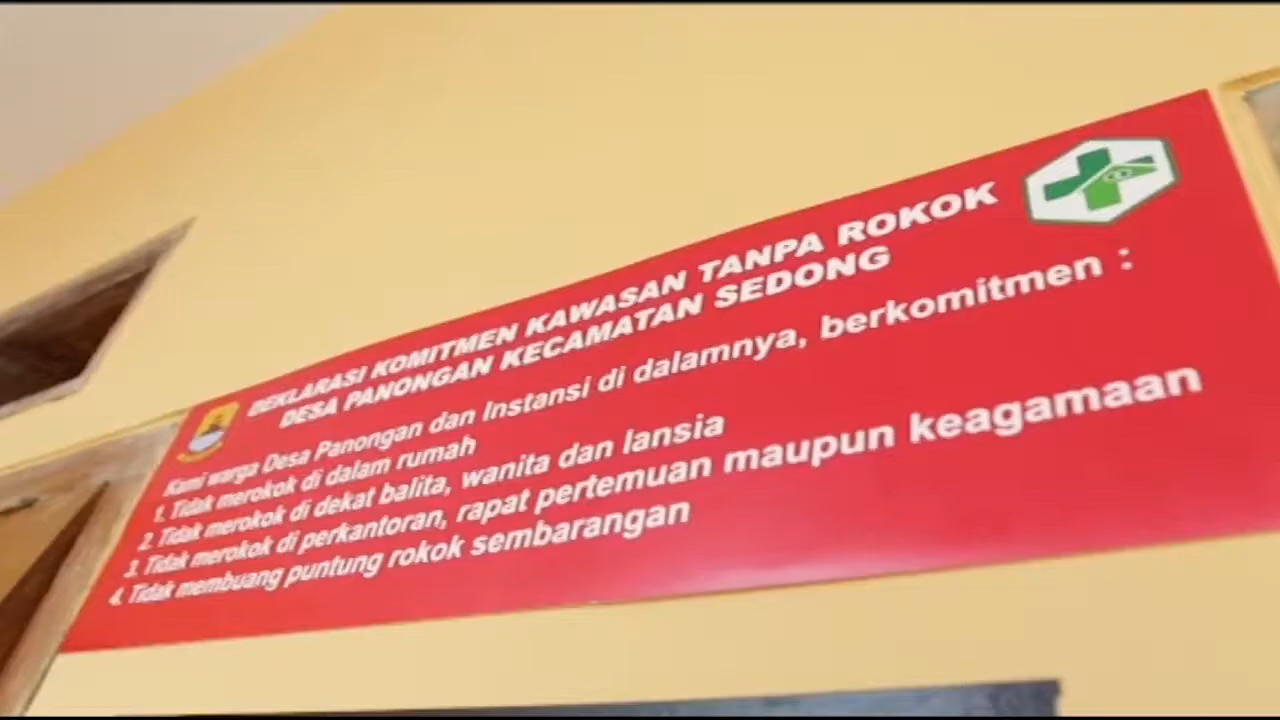 DEKLARASI KOMITMEN KAWASAN TANPA ROKOK
DESA PANONGAN KECAMATAN SEDONG
Kami warga Desa Panongan dan Instansi di dalamnya, berkomitmen :
1. Tidak merokok di dalam rumah
2. Tidak merokok di dekat balita, wanita dan lansia
3. Tidak merokok di perkantoran, rapat pertemuan maupun keagamaan
4. Tidak membuang puntung rokok sembarangan